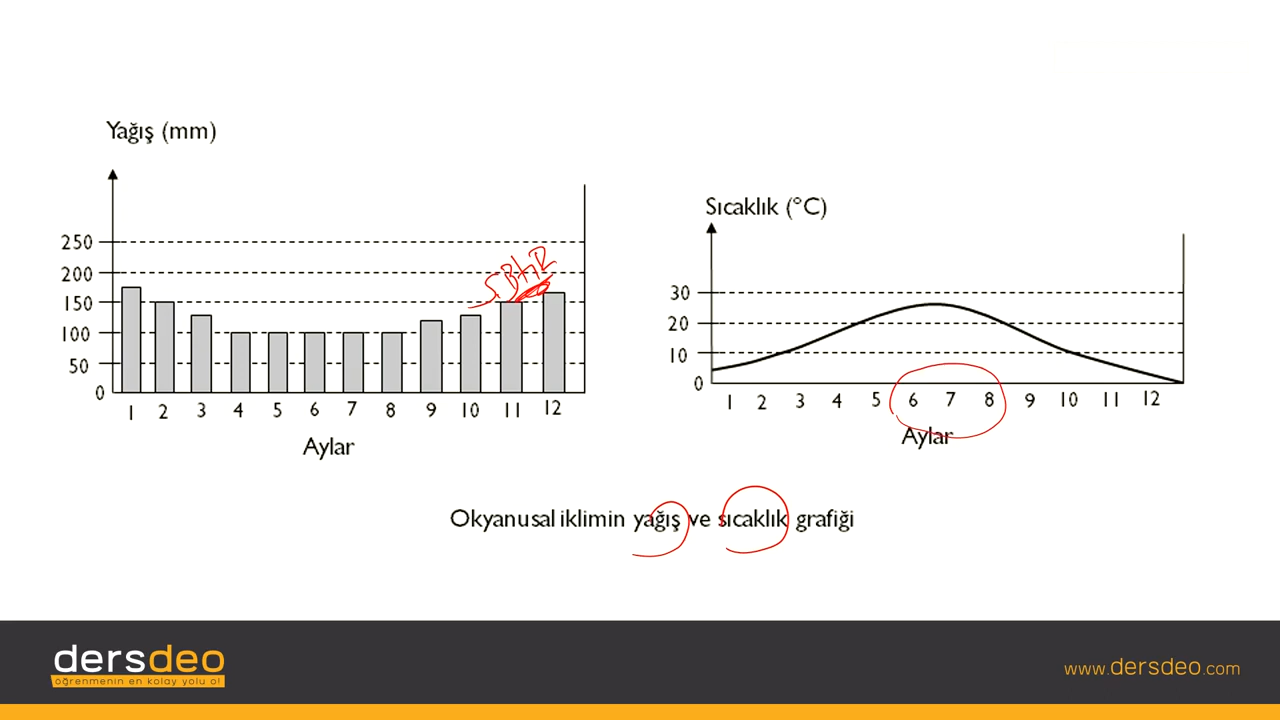 Yağış (mm)
250
200
150
100
50
0
1 2 3 4 5 6 7 8 9 10 11 12
Aylar
Sıcaklık (°C)
30
20
10
0
1 2 3 4 5 6 7 8 9 10 11 12
Aylar
Okyanusal iklimin yağış ve sıcaklık grafiği
dersdeo
öğrenmenin en kolay yolu o!
www.dersdeo.com